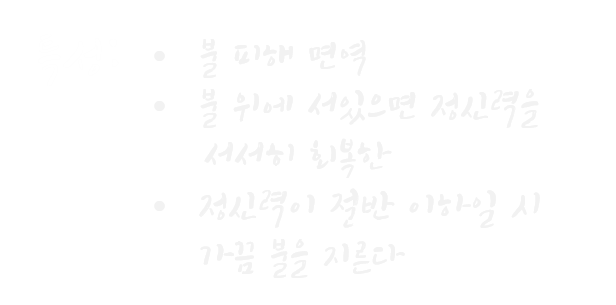 • 불 피해 면역
• 불 위에 서있으면 정신력을
서서히 회복한
• 정신력이 절반 이하일 시
가끔 불을 지른다